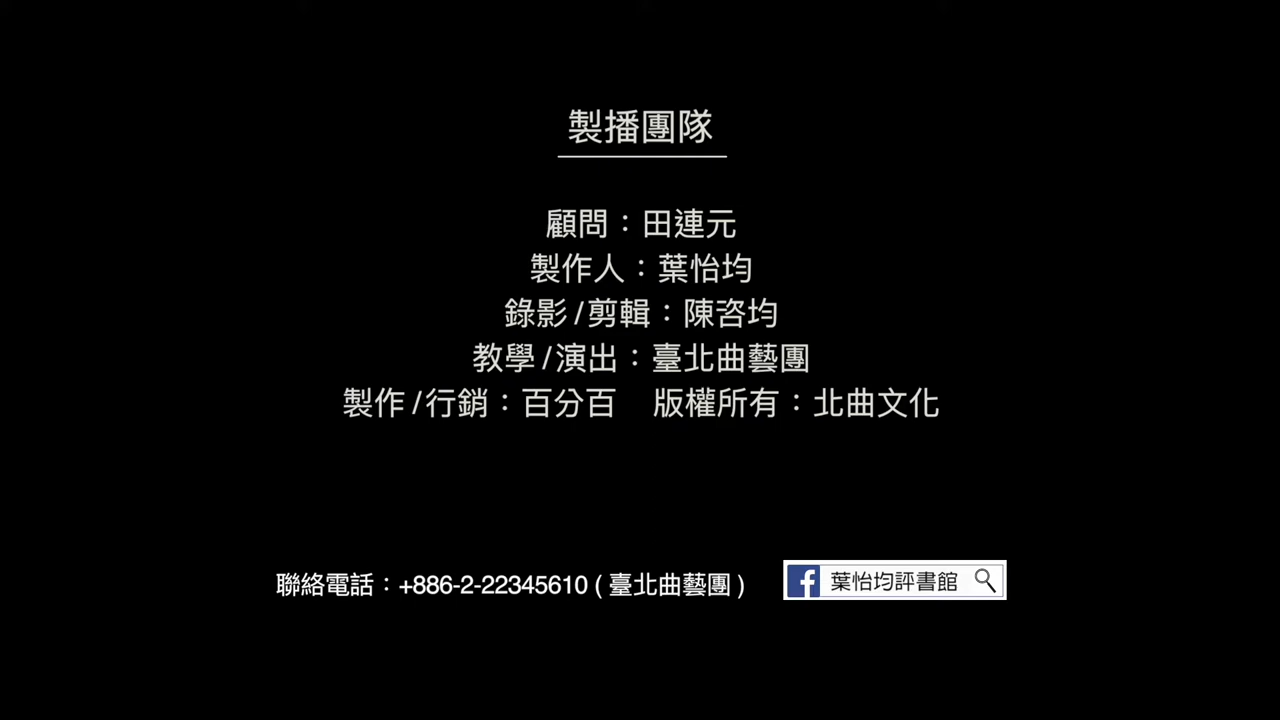 製播團隊
顧問：田連元
製作人：葉怡均
錄影/剪輯：陳咨均
教學/演出：臺北曲藝團
製作/行銷：百分百　版權所有：北曲文化
聯絡電話：+886-2-22345610 ( 臺北曲藝團 )
葉怡均評書館